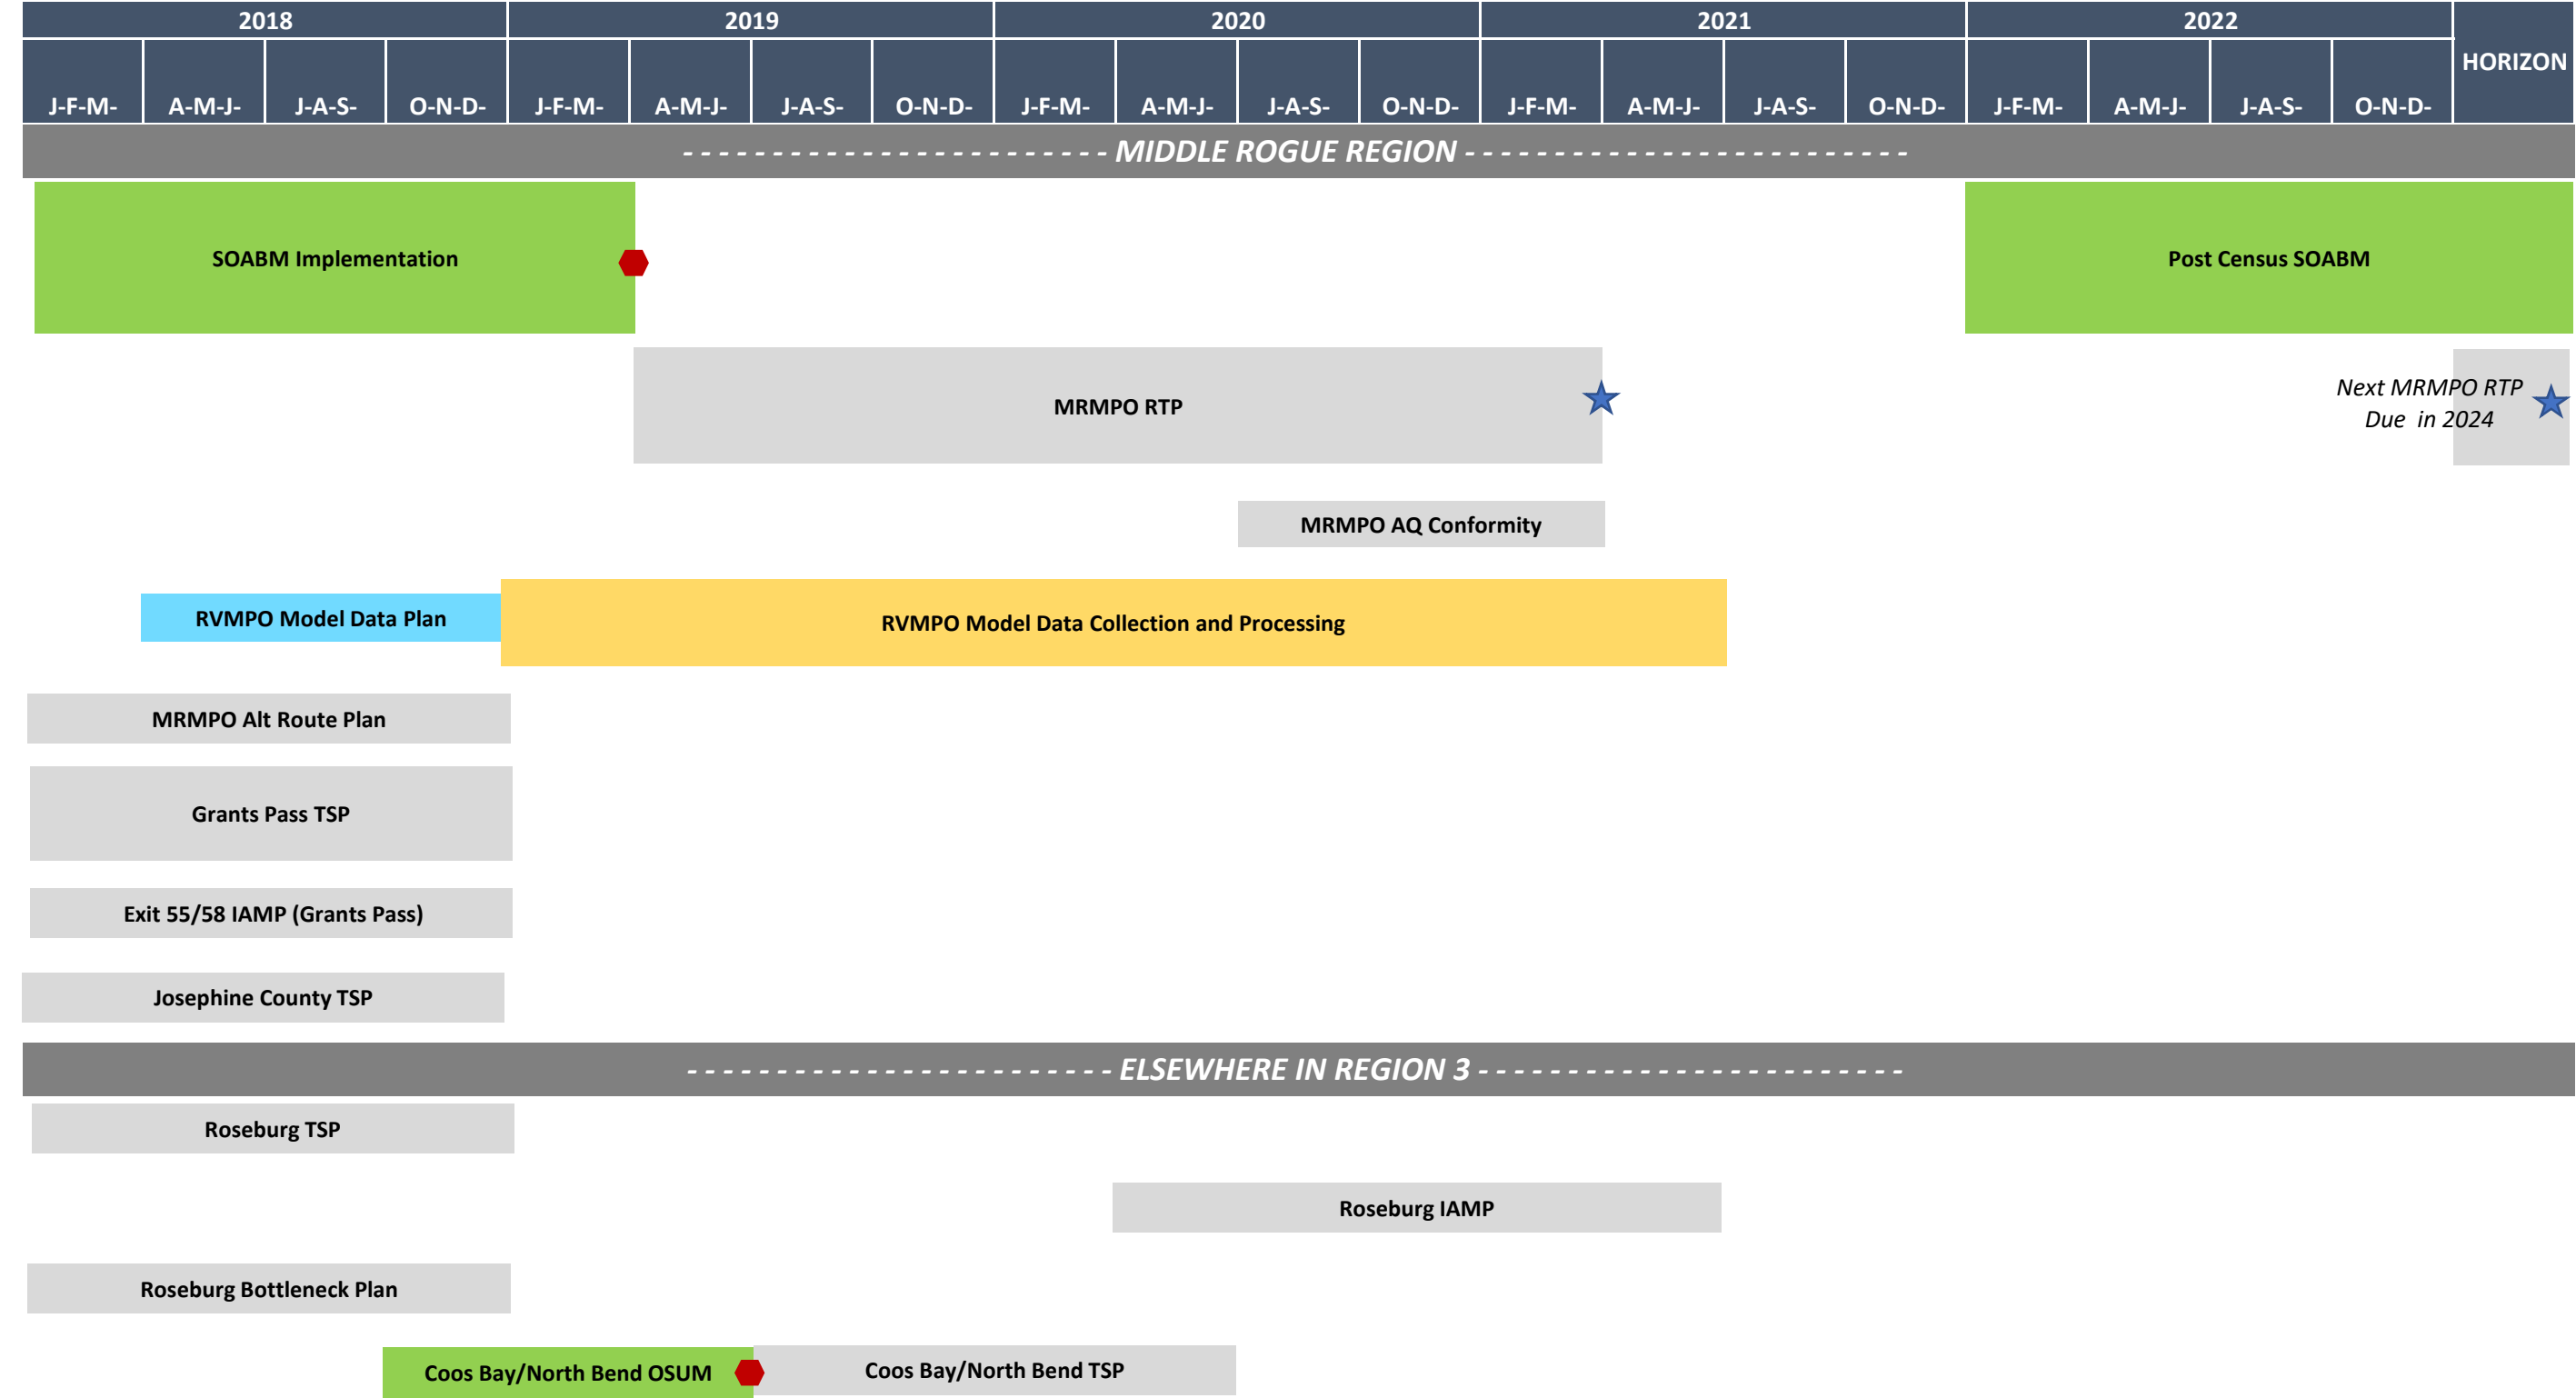 2018 2019 2020 2021 2022 HORIZON
J-F-M- A-M-J- J-A-S- O-N-D- J-F-M- A-M-J- J-A-S- O-N-D- J-F-M- A-M-J- J-A-S- O-N-D- J-F-M- A-M-J- J-A-S- O-N-D- J-F-M- A-M-J- J-A-S- O-N-D-
- - - - - - - - - - - - - - - - - - - - - - - - MIDDLE ROGUE REGION - - - - - - - - - - - - - - - - - - - - - - - - -
SOABM Implementation Post Census SOABM
MRMPO RTP
Next MRMPO RTP
Due in 2024
MRMPO AQ Conformity
RVMPO Model Data Plan RVMPO Model Data Collection and Processing
MRMPO Alt Route Plan
Grants Pass TSP
Exit 55/58 IAMP (Grants Pass)
Josephine County TSP
- - - - - - - - - - - - - - - - - - - - - - - - ELSEWHERE IN REGION 3 - - - - - - - - - - - - - - - - - - - - - - - -
Roseburg TSP
Roseburg IAMP
Roseburg Bottleneck Plan
Coos Bay/North Bend OSUM Coos Bay/North Bend TSP